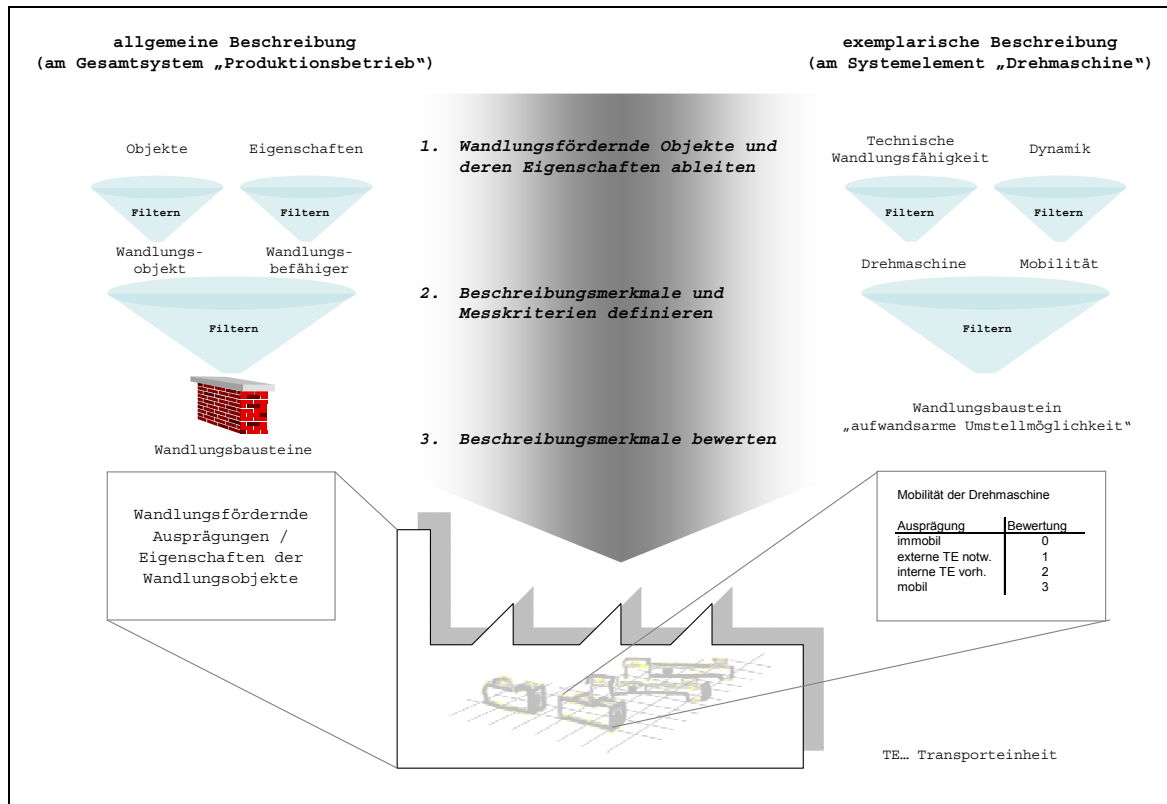 allgemeine Beschreibung
(am Gesamtsystem „Produktionsbetrieb“)
exemplarische Beschreibung
(am Systemelement „Drehmaschine“)
Objekte
Eigenschaften
Filtern
Filtern
Wandlungs-
objekt
Wandlungs-
befähiger
Filtern
Wandlungsbausteine
1. Wandlungsfördernde Objekte und
deren Eigenschaften ableiten
2. Beschreibungsmerkmale und
Messkriterien definieren
3. Beschreibungsmerkmale bewerten
Technische
Wandlungsfähigkeit
Dynamik
Filtern
Filtern
Drehmaschine
Mobilität
Filtern
Wandlungsbaustein
„aufwandsarme Umstellmöglichkeit“
Wandlungsfördernde
Ausprägungen /
Eigenschaften der
Wandlungsobjekte
Mobilität der Drehmaschine
Ausprägung Bewertung
immobil 0
externe TE notw. 1
interne TE vorh. 2
mobil 3
TE… Transporteinheit